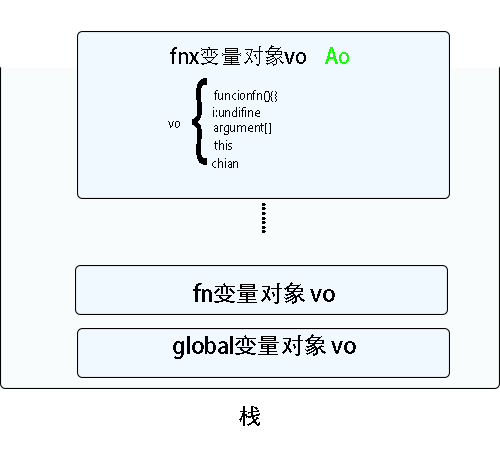 fnx变量对象vo Ao
vo
funcionfn(){}
i:undifine
argument[]
this
chian
fn变量对象 vo
global变量对象 vo
栈